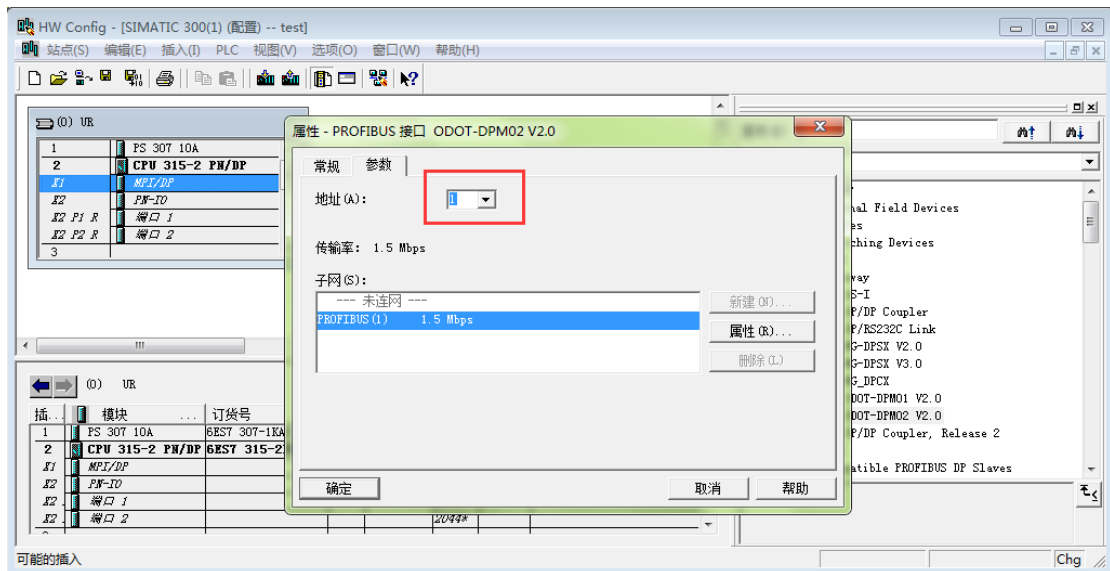 HW Config - [SIMATIC 300(1) (配置) -- test]
站点(S) 编辑(E) 插入(I) PLC 视图(V) 选项(O) 窗口(W) 帮助(H)
(0) UR
1 PS 307 10A
2 CPU 315-2 PN/DP
X1 MPI/DP
X2 PN-IO
X2 P1 R 端口 1
X2 P2 R 端口 2
3
属性 - PROFIBUS 接口 ODOT-DPM02 V2.0
常规 参数
地址(A): 1
传输率: 1.5 Mbps
子网(S):
--- 未连网 ---
PROFIBUS(1) 1.5 Mbps
新建(N)...
属性(R)...
删除(L)
确定 取消 帮助
nal Field Devices
es
ching Devices
way
S-I
P/DP Coupler
P/RS232C Link
G-DPSX V2.0
G-DPSX V3.0
G_DPCX
DOT-DPM01 V2.0
DOT-DPM02 V2.0
P/DP Coupler, Release 2
atible PROFIBUS DP Slaves
(0) UR
插... 模块 ... 订货号
1 PS 307 10A 6ES7 307-1KA
2 CPU 315-2 PN/DP 6ES7 315-2
X1 MPI/DP
X2 PN-IO
X2 端口 1
X2 端口 2 2044*
可能的插入 Chg